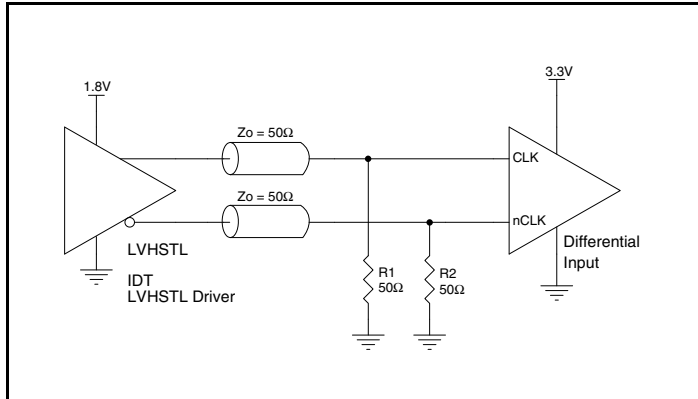 1.8V
3.3V
Zo = 50Ω
CLK
Zo = 50Ω
nCLK
LVHSTL
IDT
LVHSTL Driver
R1
50Ω
R2
50Ω
Differential
Input